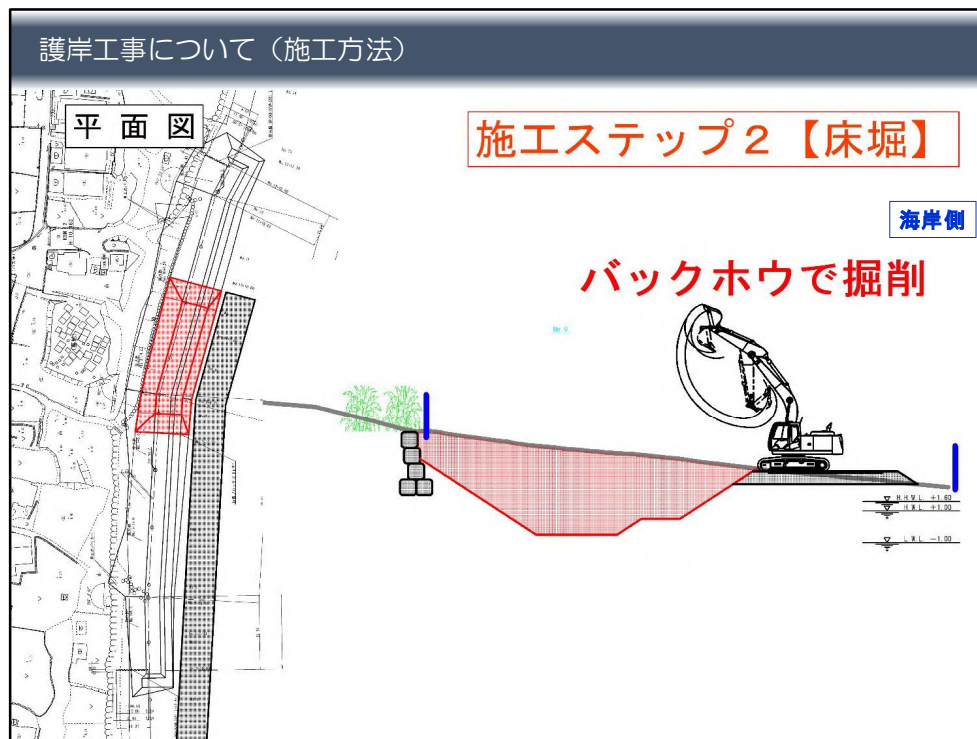 護岸工事について（施工方法）
平 面 図
施工ステップ２【床堀】
海岸側
バックホウで掘削
No.9
H.H.W.L. +1.60
H.W.L. +1.00
L.W.L. -1.00